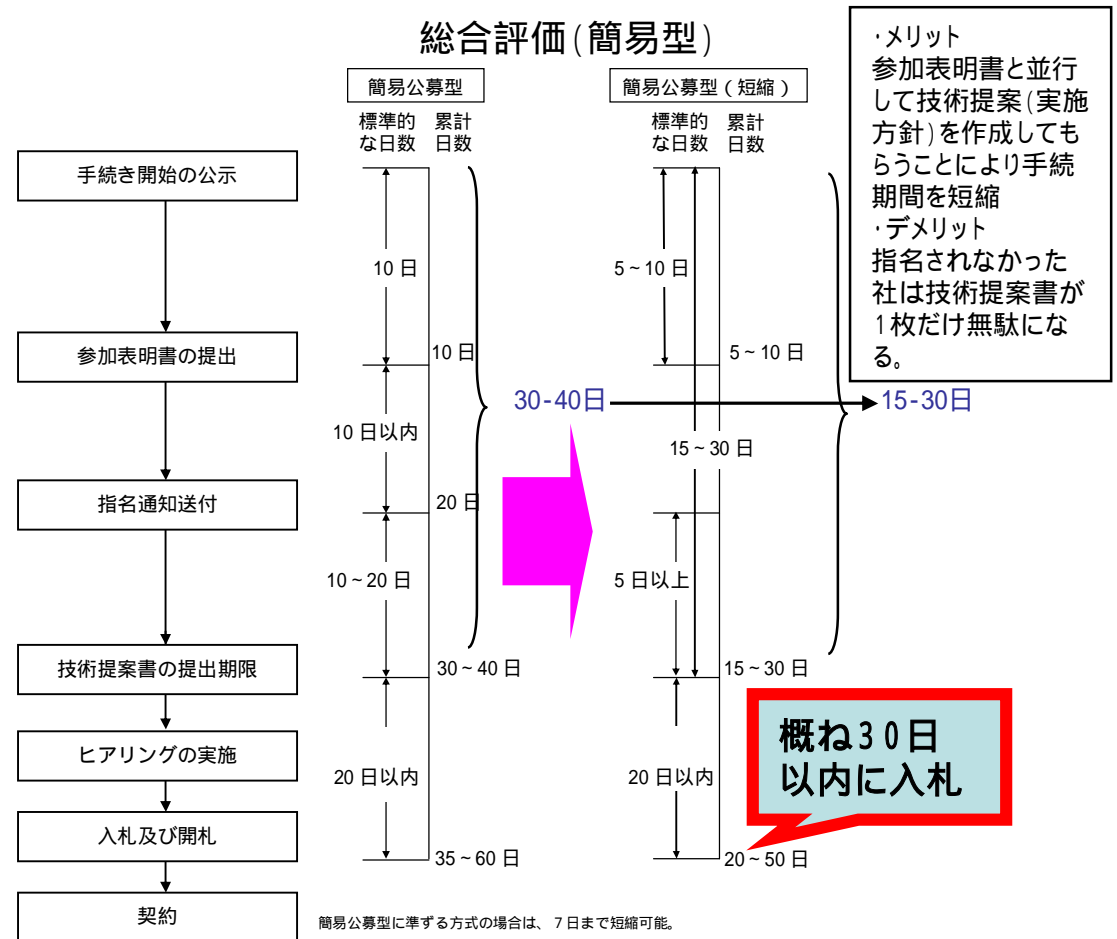 総合評価(簡易型)
・メリット
参加表明書と並行
して技術提案(実施
方針)を作成しても
らうことにより手続
期間を短縮
・デメリット
指名されなかった
社は技術提案書が
1枚だけ無駄にな
る。
簡易公募型
標準的 累計
な日数 日数
簡易公募型(短縮)
標準的 累計
な日数 日数
手続き開始の公示
10日
5~10日
参加表明書の提出
10日
5~10日
30-40日
15-30日
10日以内
15~30日
指名通知送付
20日
10~20日
5日以上
技術提案書の提出期限
30~40日
15~30日
ヒアリングの実施
20日以内
20日以内
概ね30日
以内に入札
入札及び開札
35~60日
20~50日
契約
簡易公募型に準ずる方式の場合は、7日まで短縮可能。